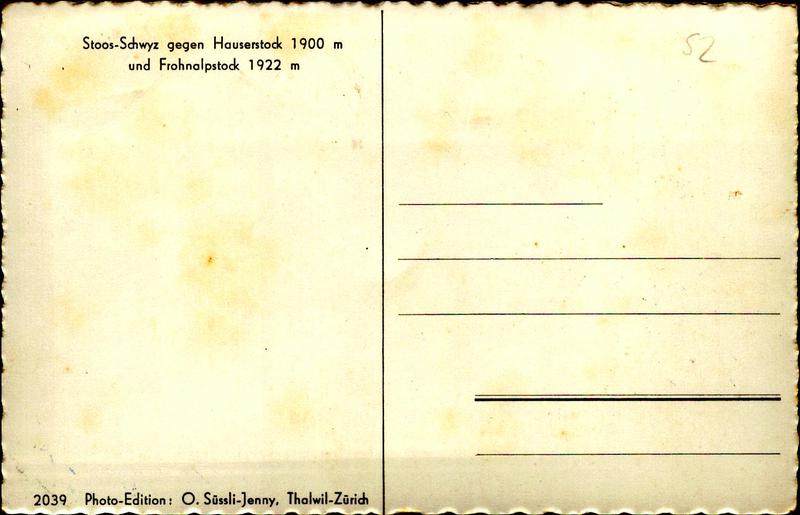 Stoos-Schwyz gegen Hauserstock 1900 m
und Frohnalpstock 1922 m
52
2039 Photo-Edition: O. Süssli-Jenny, Thalwil-Zürich